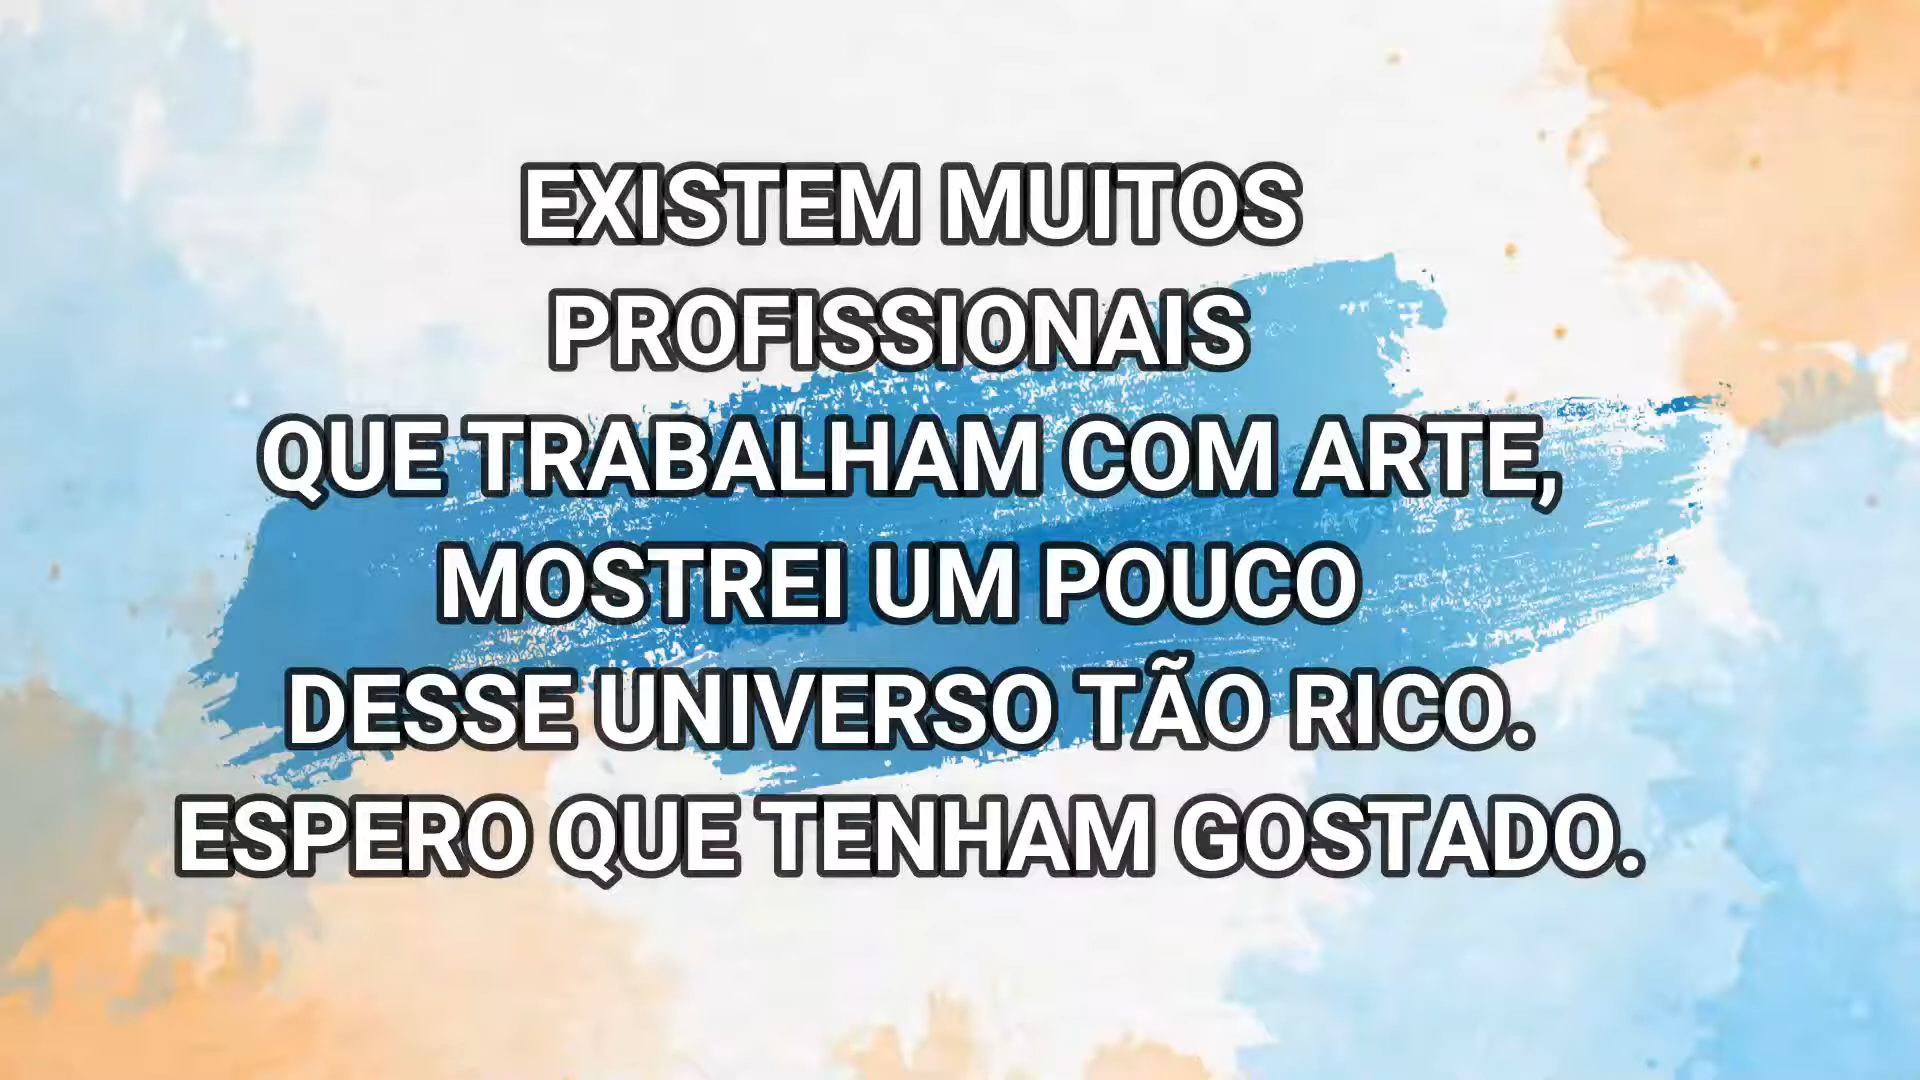 EXISTEM MUITOS
PROFISSIONAIS
QUE TRABALHAM COM ARTE,
MOSTREI UM POUCO
DESSE UNIVERSO TÃO RICO.
ESPERO QUE TENHAM GOSTADO.